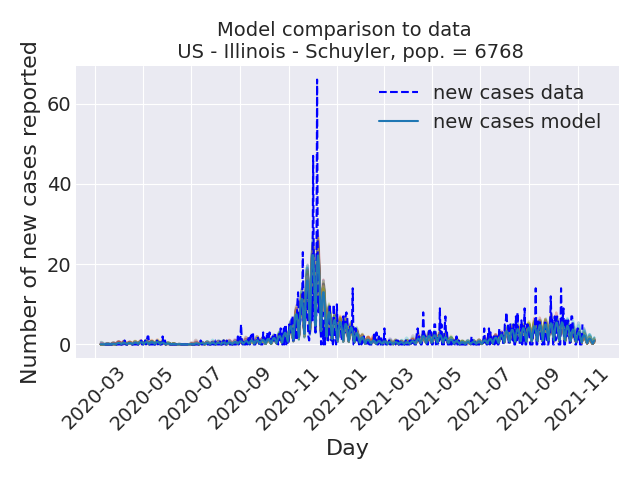 Model comparison to data
US - Illinois - Schuyler, pop. = 6768
Number of new cases reported
60
40
20
0
new cases data
new cases model
2020-03
2020-05
2020-07
2020-09
2020-11
2021-01
2021-03
2021-05
2021-07
2021-09
2021-11
Day